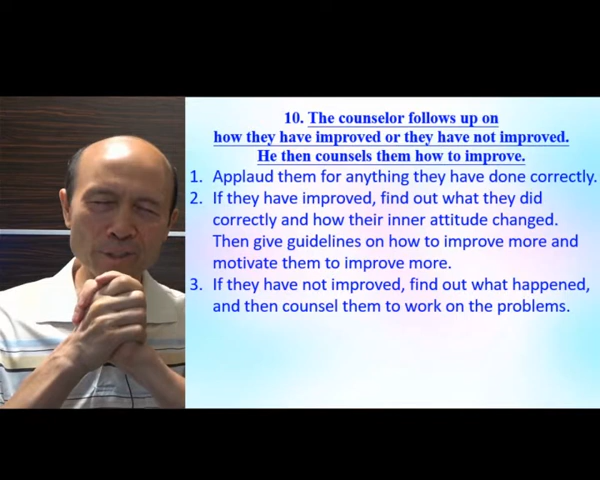 10. The counselor follows up on
how they have improved or they have not improved.
He then counsels them how to improve.
1. Applaud them for anything they have done correctly.
2. If they have improved, find out what they did
correctly and how their inner attitude changed.
Then give guidelines on how to improve more and
motivate them to improve more.
3. If they have not improved, find out what happened,
and then counsel them to work on the problems.